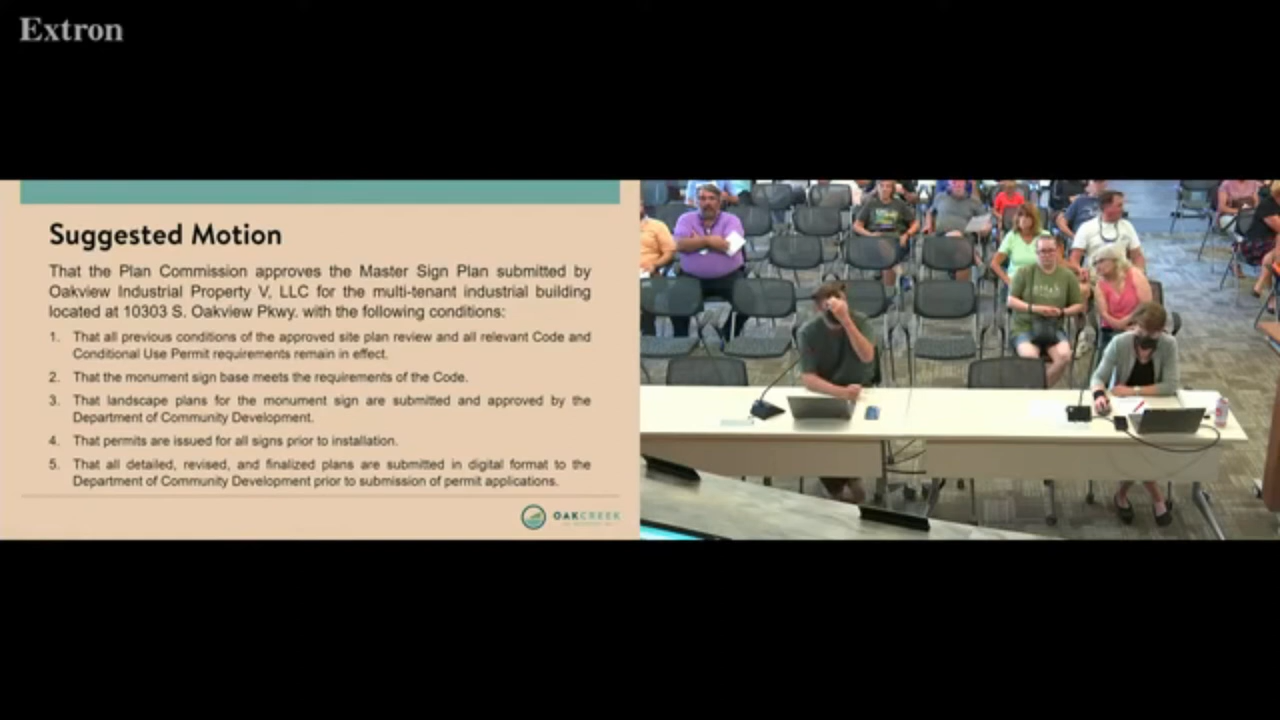 Extron
Suggested Motion
That the Plan Commission approves the Master Sign Plan submitted by
Oakview Industrial Property V, LLC for the multi-tenant industrial building
located at 10303 S. Oakview Pkwy. with the following conditions:
1. That all previous conditions of the approved site plan review and all relevant Code and
Conditional Use Permit requirements remain in effect.
2. That the monument sign base meets the requirements of the Code.
3. That landscape plans for the monument sign are submitted and approved by the
Department of Community Development.
4. That permits are issued for all signs prior to installation.
5. That all detailed, revised, and finalized plans are submitted in digital format to the
Department of Community Development prior to submission of permit applications.
OAKCREEK